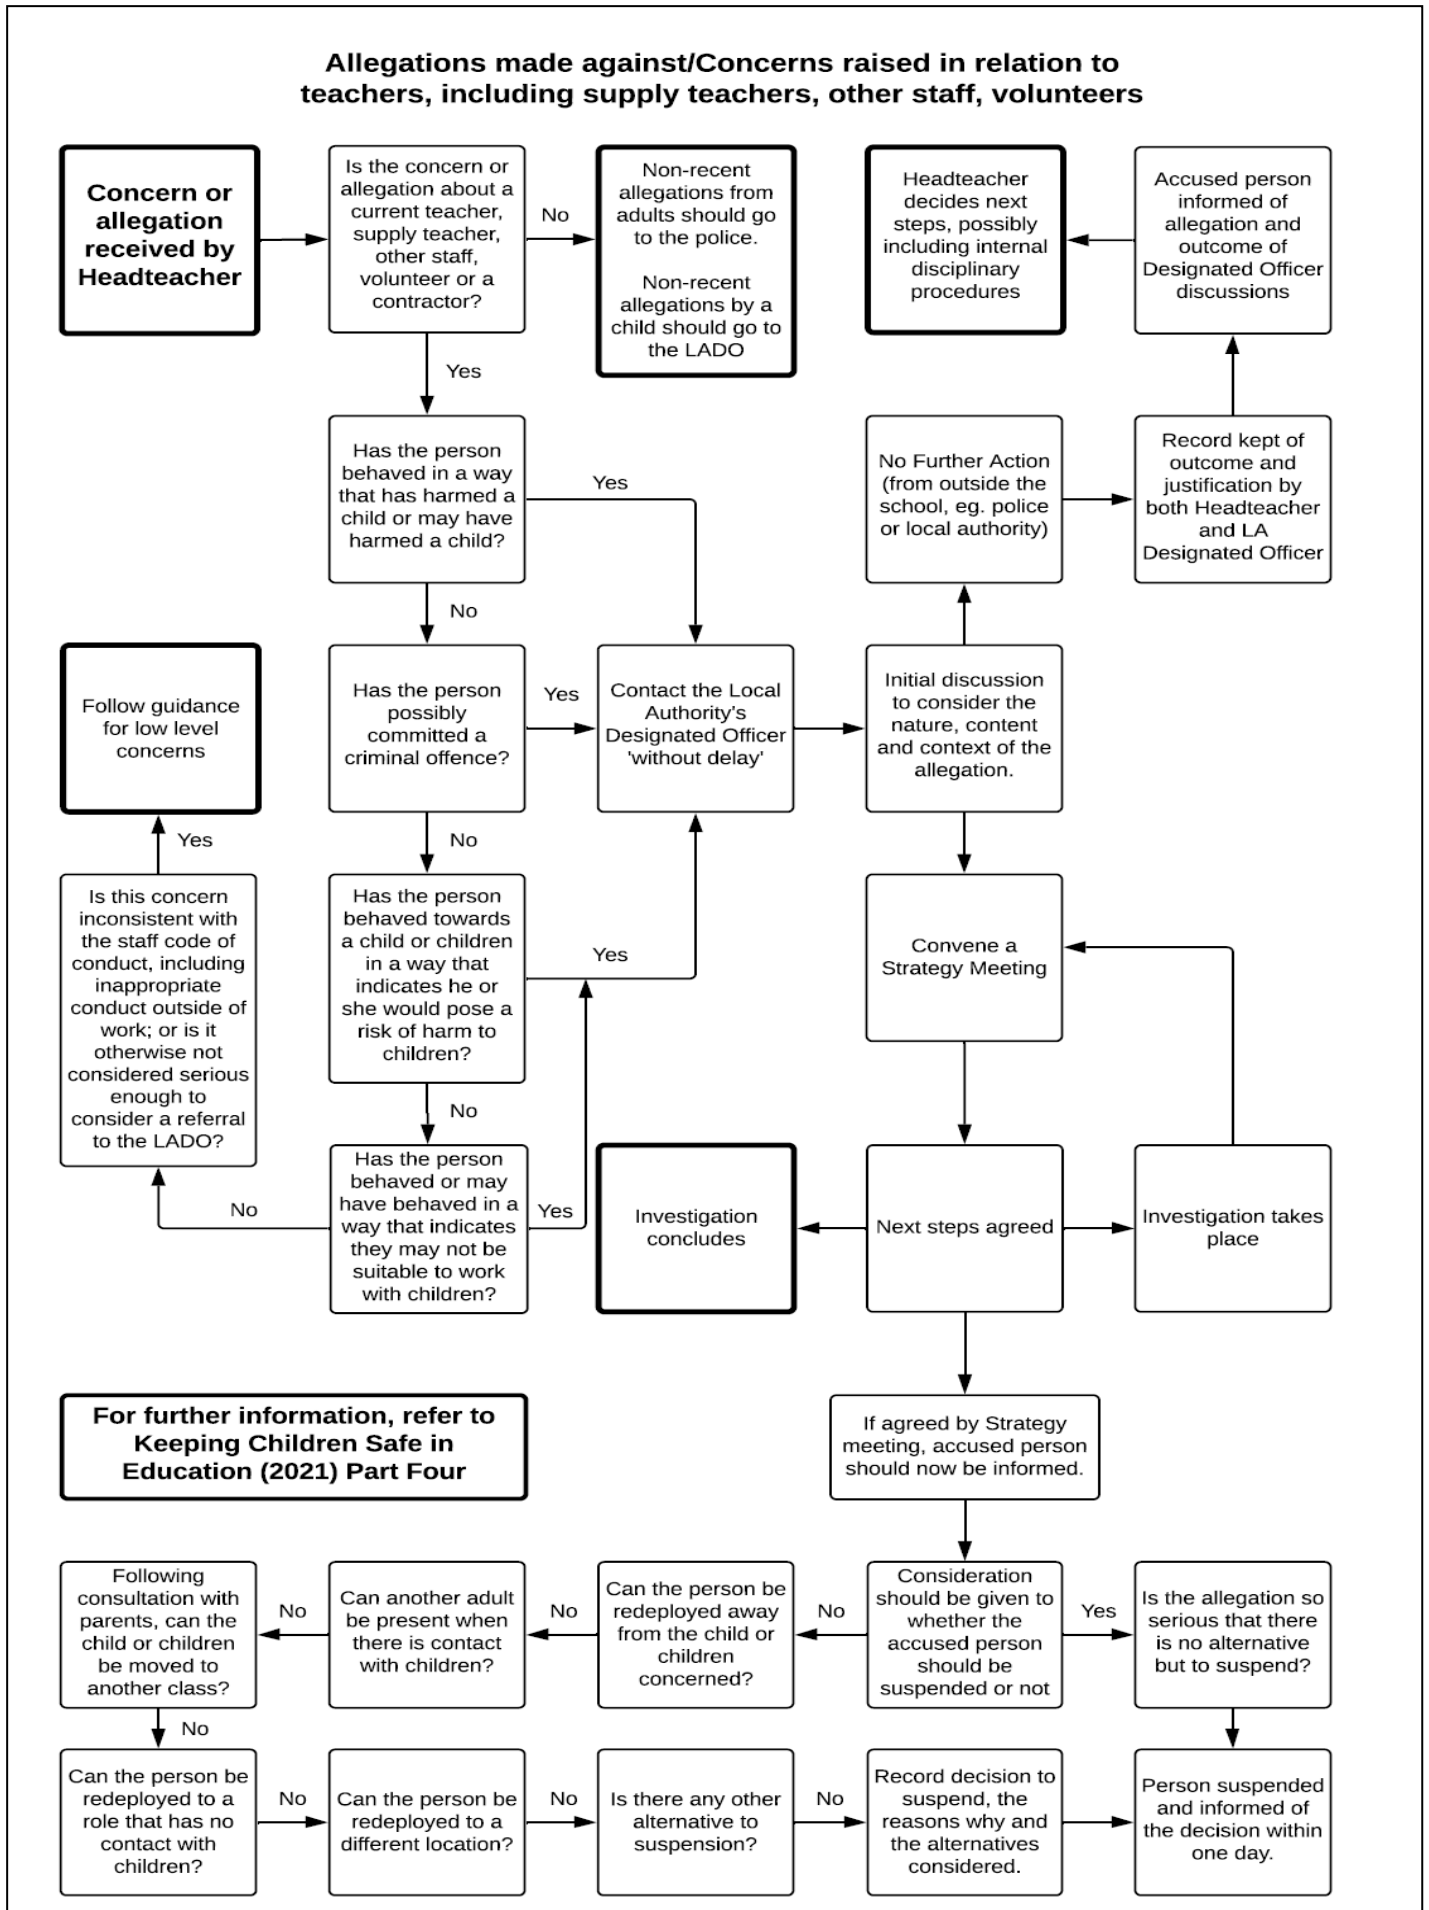 Allegations made against/Concerns raised in relation to
teachers, including supply teachers, other staff, volunteers
Concern or
allegation
received by
Headteacher
Is the concern or
allegation about a
current teacher,
supply teacher,
other staff,
volunteer or a
contractor?
No
Non-recent
allegations from
adults should go
to the police.
Non-recent
allegations by a
child should go to
the LADO
Headteacher
decides next
steps, possibly
including internal
disciplinary
procedures
Accused person
informed of
allegation and
outcome of
Designated Officer
discussions
Yes
Has the person
behaved in a way
that has harmed a
child or may have
harmed a child?
Yes
No Further Action
(from outside the
school, eg. police
or local authority)
Record kept of
outcome and
justification by
both Headteacher
and LA
Designated Officer
No
Follow guidance
for low level
concerns
Has the person
possibly
committed a
criminal offence?
Yes
Contact the Local
Authority's
Designated Officer
'without delay'
Initial discussion
to consider the
nature, content
and context of the
allegation.
Yes
No
Is this concern
inconsistent with
the staff code of
conduct, including
inappropriate
conduct outside of
work; or is it
otherwise not
considered serious
enough to
consider a referral
to the LADO?
Has the person
behaved towards
a child or children
in a way that
indicates he or
she would pose a
risk of harm to
children?
Yes
Convene a
Strategy Meeting
No
No
Has the person
behaved or may
have behaved in a
way that indicates
they may not be
suitable to work
with children?
Yes
Investigation
concludes
Next steps agreed
Investigation takes
place
For further information, refer to
Keeping Children Safe in
Education (2021) Part Four
If agreed by Strategy
meeting, accused person
should now be informed.
Following
consultation with
parents, can the
child or children
be moved to
another class?
No
Can another adult
be present when
there is contact
with children?
No
Can the person be
redeployed away
from the child or
children
concerned?
No
Consideration
should be given to
whether the
accused person
should be
suspended or not
Yes
Is the allegation so
serious that there
is no alternative
but to suspend?
No
Can the person be
redeployed to a
role that has no
contact with
children?
No
Can the person be
redeployed to a
different location?
No
Is there any other
alternative to
suspension?
No
Record decision to
suspend, the
reasons why and
the alternatives
considered.
Person suspended
and informed of
the decision within
one day.